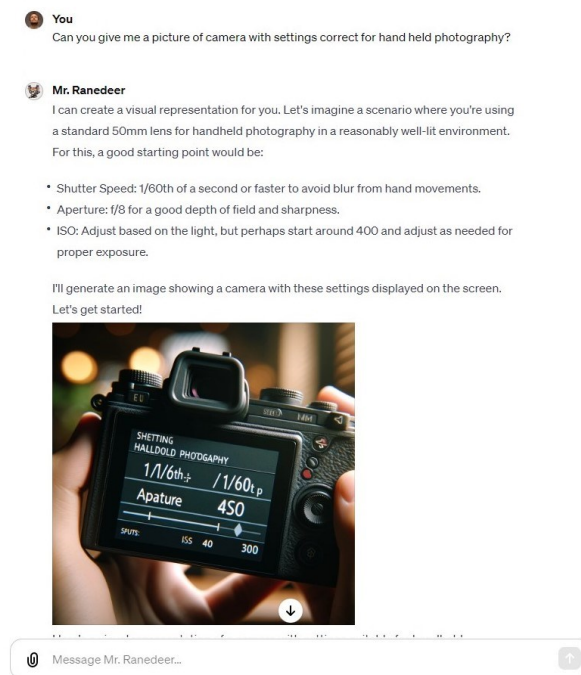 You
Can you give me a picture of camera with settings correct for hand held photography?
Mr. Ranedeer
I can create a visual representation for you. Let's imagine a scenario where you're using
a standard 50mm lens for handheld photography in a reasonably well-lit environment.
For this, a good starting point would be:
• Shutter Speed: 1/60th of a second or faster to avoid blur from hand movements.
• Aperture: f/8 for a good depth of field and sharpness.
• ISO: Adjust based on the light, but perhaps start around 400 and adjust as needed for
proper exposure.
I'll generate an image showing a camera with these settings displayed on the screen.
Let's get started!
SHETTING
HALLDOLD PHOTOGAPHY
1/1/6th÷ /1/60t p
Apature 4S0
SPUTS: ISS 40 300
Message Mr. Ranedeer...